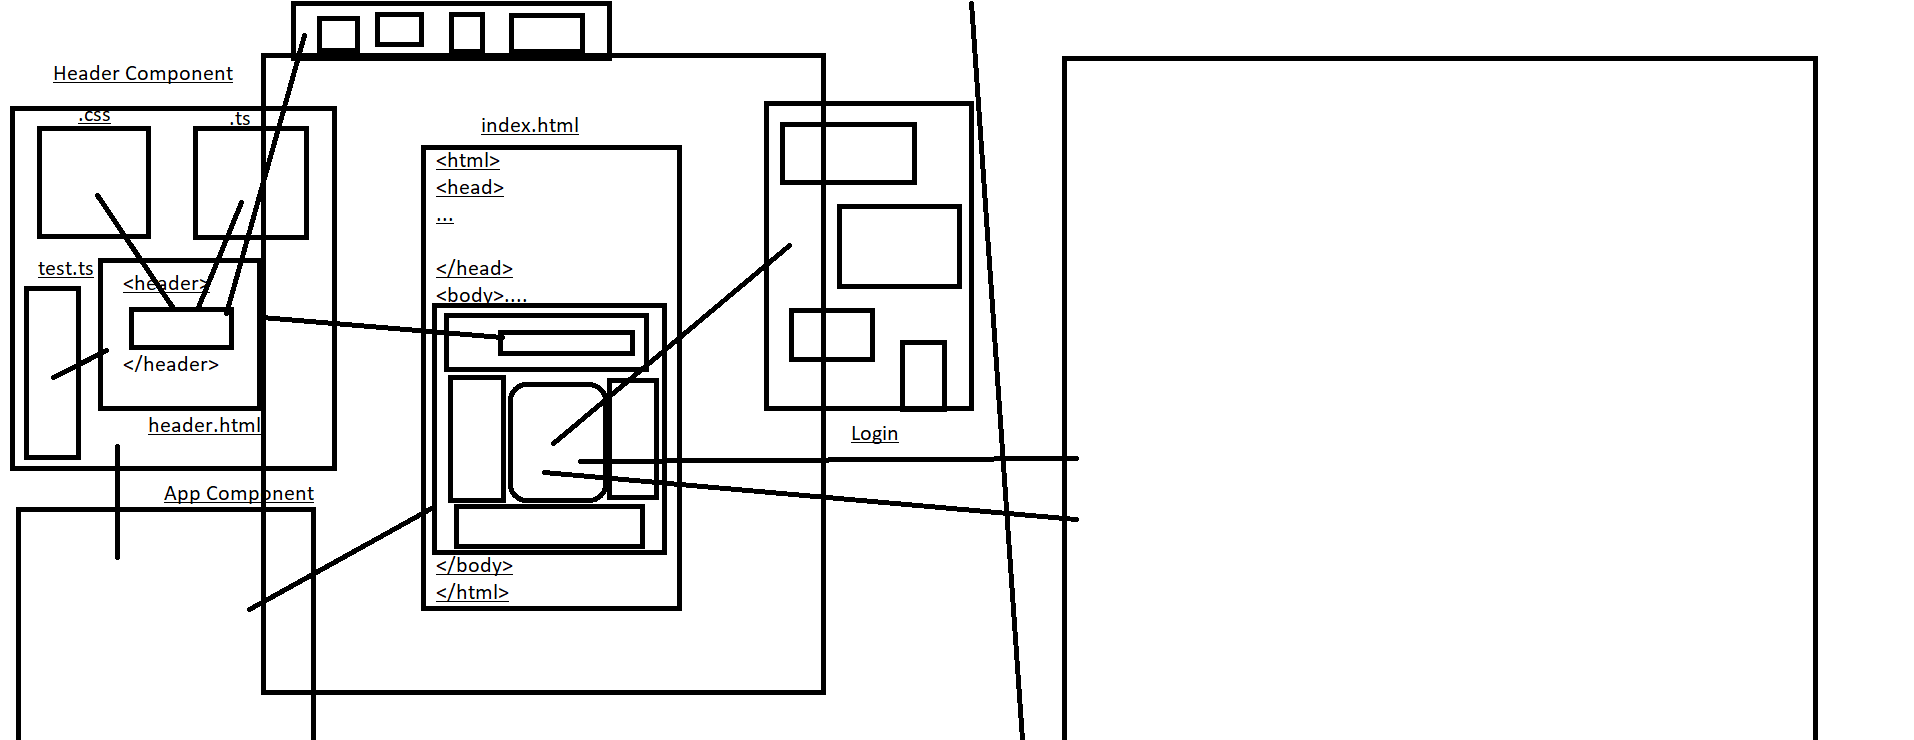 Header Component
.css
.ts
test.ts
<header>
</header>
header.html
App Component
index.html
<html>
<head>
...
</head>
<body>....
</body>
</html>
Login